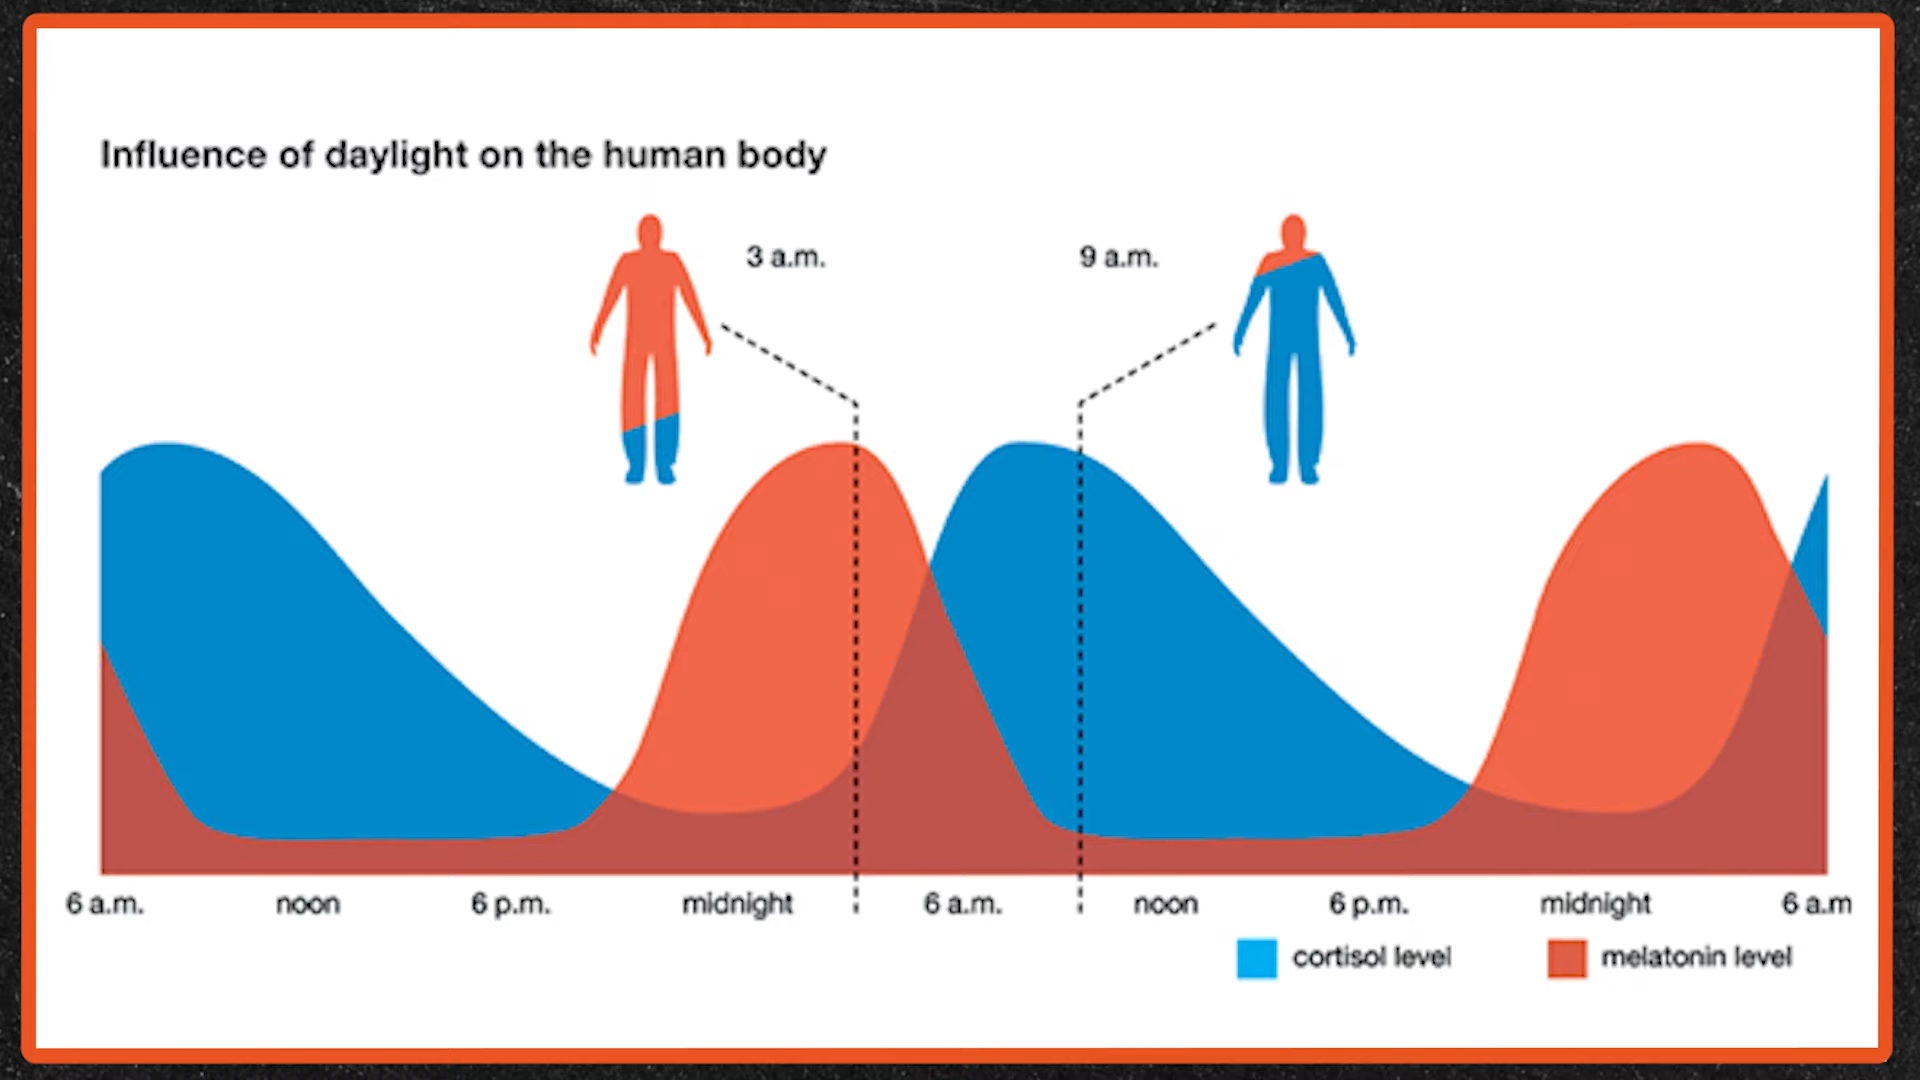 Influence of daylight on the human body
3 a.m.
9 a.m.
6 a.m. noon 6 p.m. midnight 6 a.m. noon 6 p.m. midnight 6 a.m
cortisol level melatonin level